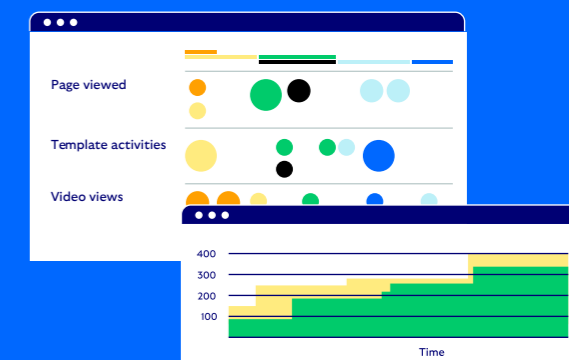 Page viewed
Template activities
Video views
400
300
200
100
Time